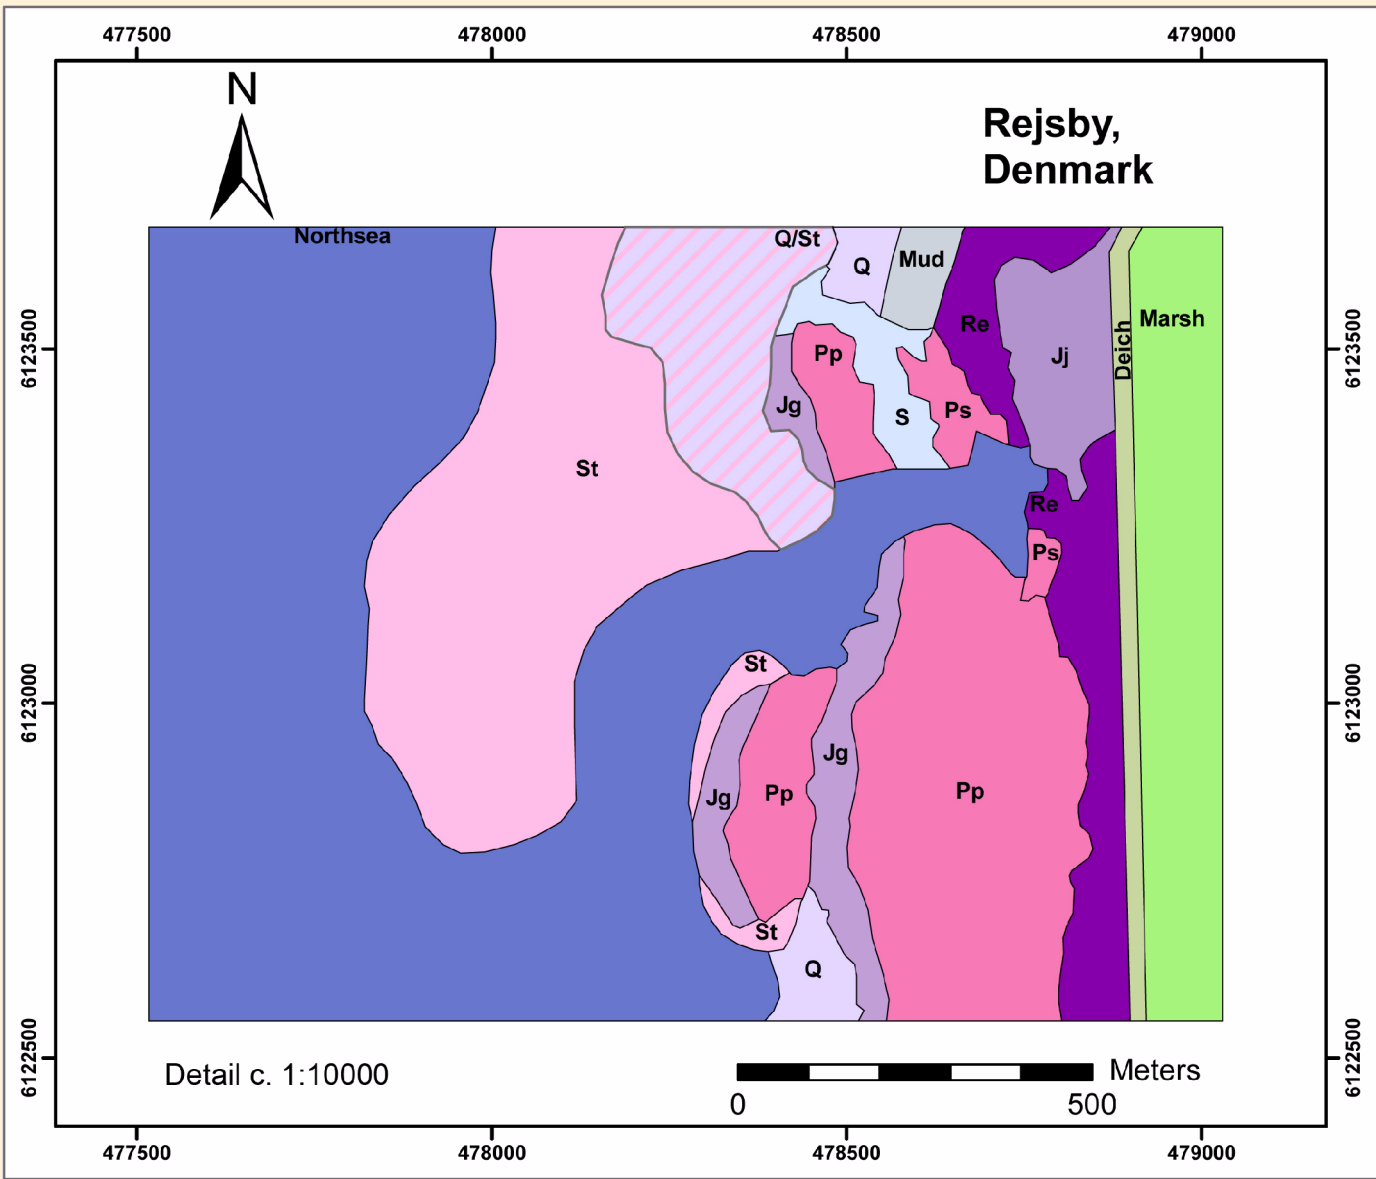 477500 478000 478500 479000
N
Rejsby,
Denmark
Northsea
Q/St
Q
Mud
Marsh
Re
6123500
6123500
Deich
Pp
Jj
Jg
Ps
S
St
Re
Ps
St
6123000
6123000
Jg
Jg
Pp
Pp
St
Q
6122500
6122500
Detail c. 1:10000
Meters
0 500
477500 478000 478500 479000